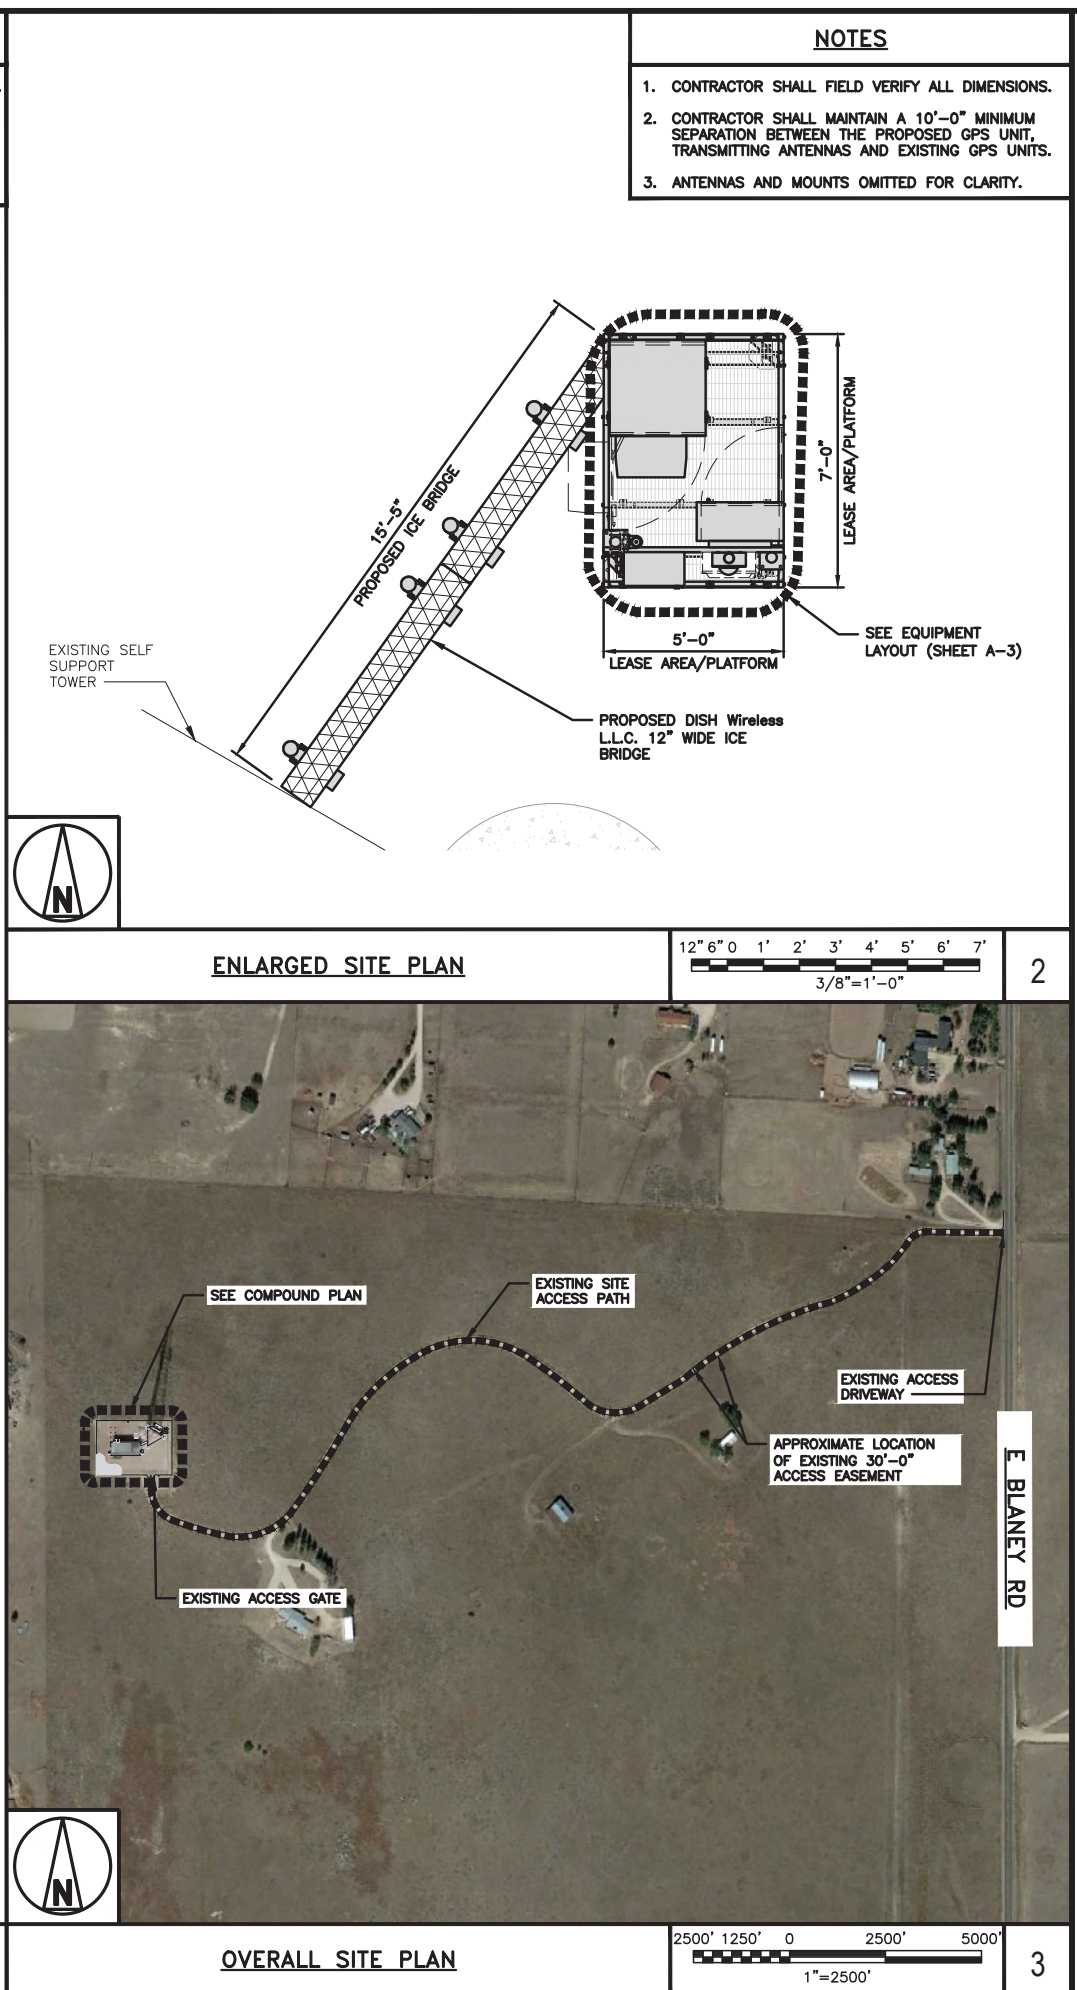 NOTES
1. CONTRACTOR SHALL FIELD VERIFY ALL DIMENSIONS.
2. CONTRACTOR SHALL MAINTAIN A 10'-0" MINIMUM
SEPARATION BETWEEN THE PROPOSED GPS UNIT,
TRANSMITTING ANTENNAS AND EXISTING GPS UNITS.
3. ANTENNAS AND MOUNTS OMITTED FOR CLARITY.
15'-5"
PROPOSED ICE BRIDGE
7'-0"
LEASE AREA/PLATFORM
5'-0"
LEASE AREA/PLATFORM
SEE EQUIPMENT
LAYOUT (SHEET A-3)
EXISTING SELF
SUPPORT
TOWER
PROPOSED DISH Wireless
L.L.C. 12" WIDE ICE
BRIDGE
N
ENLARGED SITE PLAN
12" 6" 0 1' 2' 3' 4' 5' 6' 7'
3/8"=1'-0"
2
SEE COMPOUND PLAN
EXISTING SITE
ACCESS PATH
EXISTING ACCESS
DRIVEWAY
APPROXIMATE LOCATION
OF EXISTING 30'-0"
ACCESS EASEMENT
E BLANEY RD
EXISTING ACCESS GATE
N
OVERALL SITE PLAN
2500' 1250' 0 2500' 5000'
1"=2500'
3